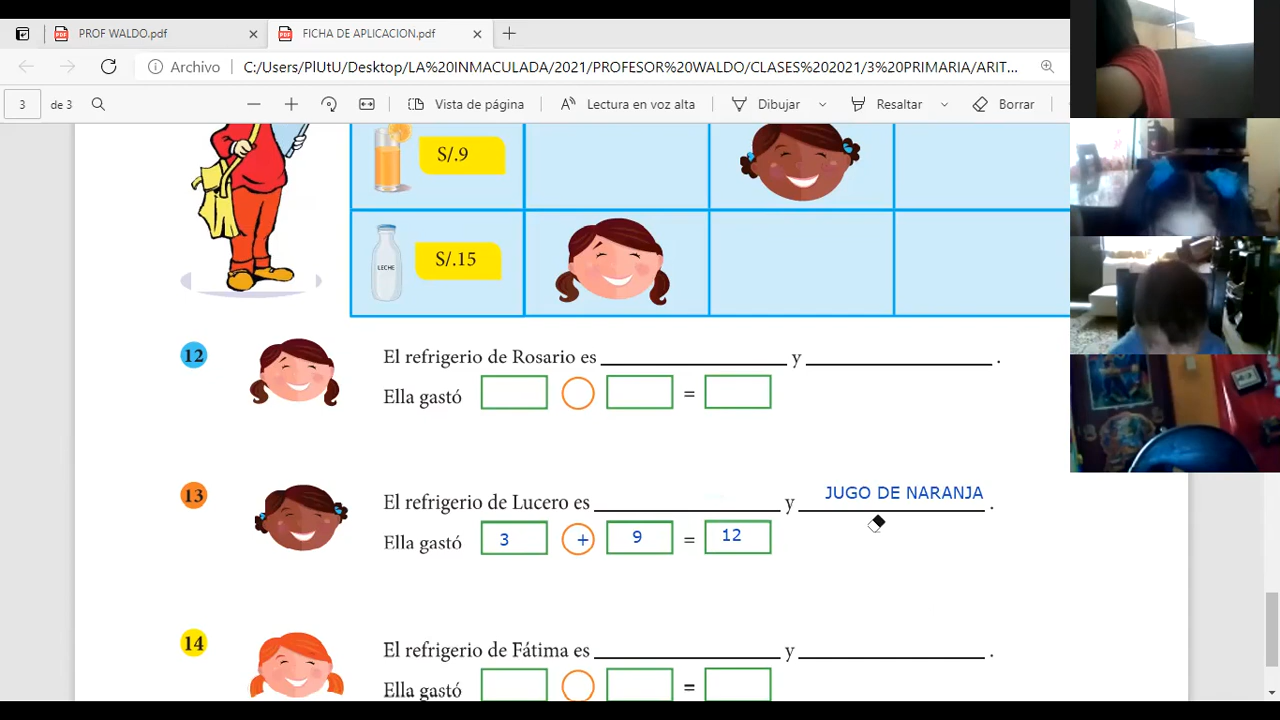 PROF WALDO.pdf
FICHA DE APLICACION.pdf
Archivo C:/Users/PlUtU/Desktop/LA%20INMACULADA/2021/PROFESOR%20WALDO/CLASES%202021/3%20PRIMARIA/ARIT...
3 de 3 Vista de página Lectura en voz alta Dibujar Resaltar Borrar
S/.9
LECHE S/.15
12 El refrigerio de Rosario es y .
Ella gastó =
13 El refrigerio de Lucero es y JUGO DE NARANJA .
Ella gastó 3 + 9 = 12
14 El refrigerio de Fátima es y .
Ella gastó =